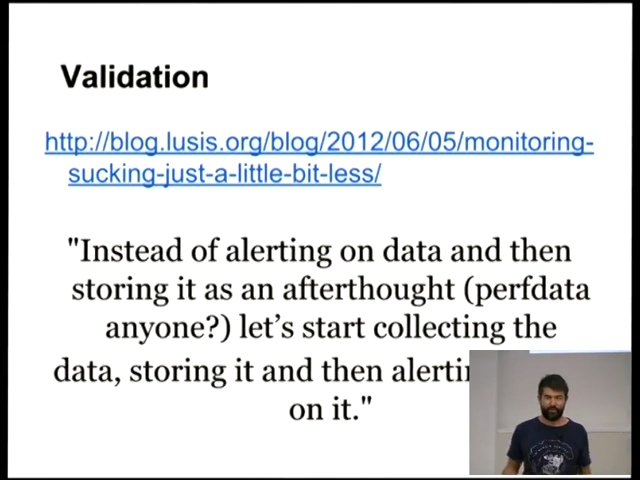 Validation
http://blog.lusis.org/blog/2012/06/05/monitoring-
sucking-just-a-little-bit-less/
"Instead of alerting on data and then
storing it as an afterthought (perfdata
anyone?) let's start collecting the
data, storing it and then
on it."